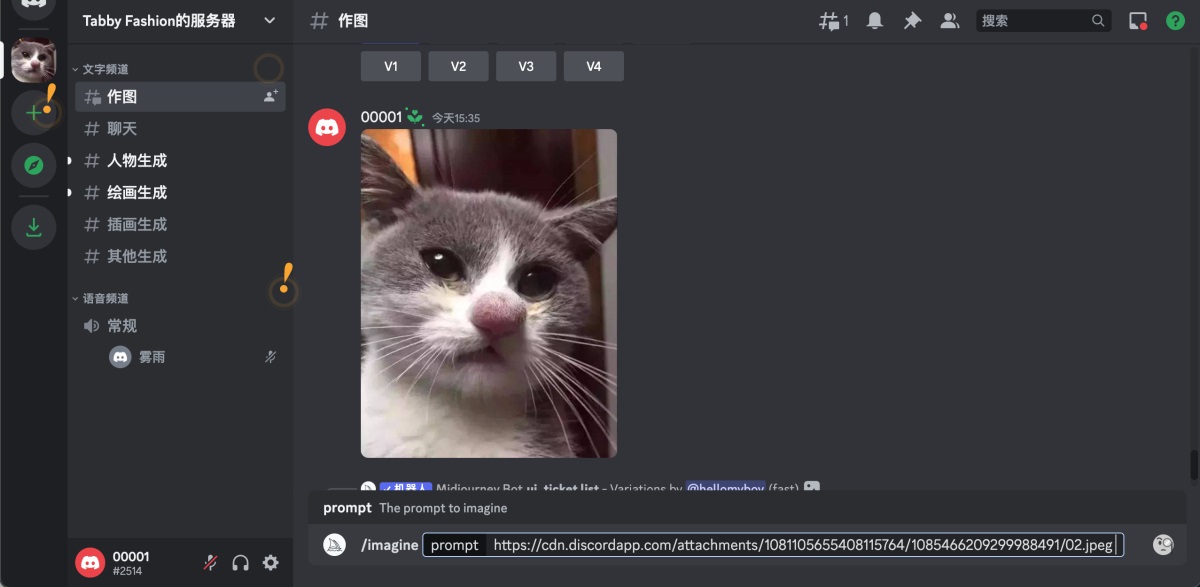 Tabby Fashion的服务器
作图
1
搜索
文字频道
作图
聊天
人物生成
绘画生成
插画生成
其他生成
语音频道
常规
雾雨
00001
#2514
V1 V2 V3 V4
00001 今天15:35
机器人 Midjourney Bot ui, ticket list - Variations by @hellomyboy (fast)
prompt The prompt to imagine
/imagine prompt https://cdn.discordapp.com/attachments/1081105655408115764/1085466209299988491/02.jpeg